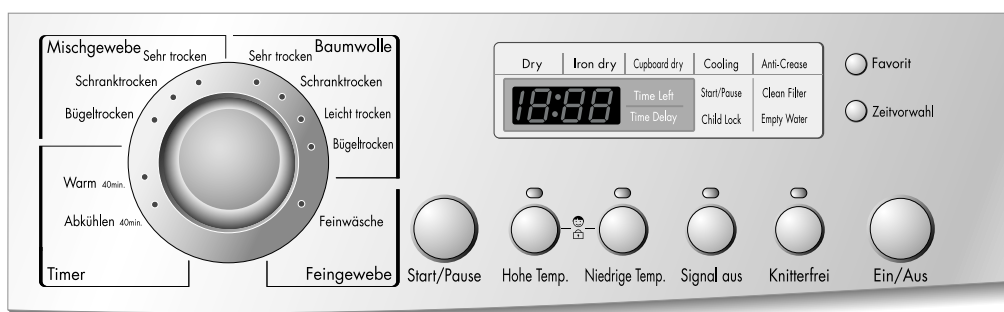 Mischgewebe
Sehr trocken
Schranktrocken
Bügeltrocken
Baumwolle
Sehr trocken
Schranktrocken
Leicht trocken
Bügeltrocken
Warm 40min.
Abkühlen 40min.
Timer
Feinwäsche
Feingewebe
Dry Iron dry Cupboard dry Cooling Anti-Crease
18:88 Time Left Start/Pause Clean Filter
Time Delay Child Lock Empty Water
Favorit
Zeitvorwahl
Start/Pause Hohe Temp. Niedrige Temp. Signal aus Knitterfrei Ein/Aus